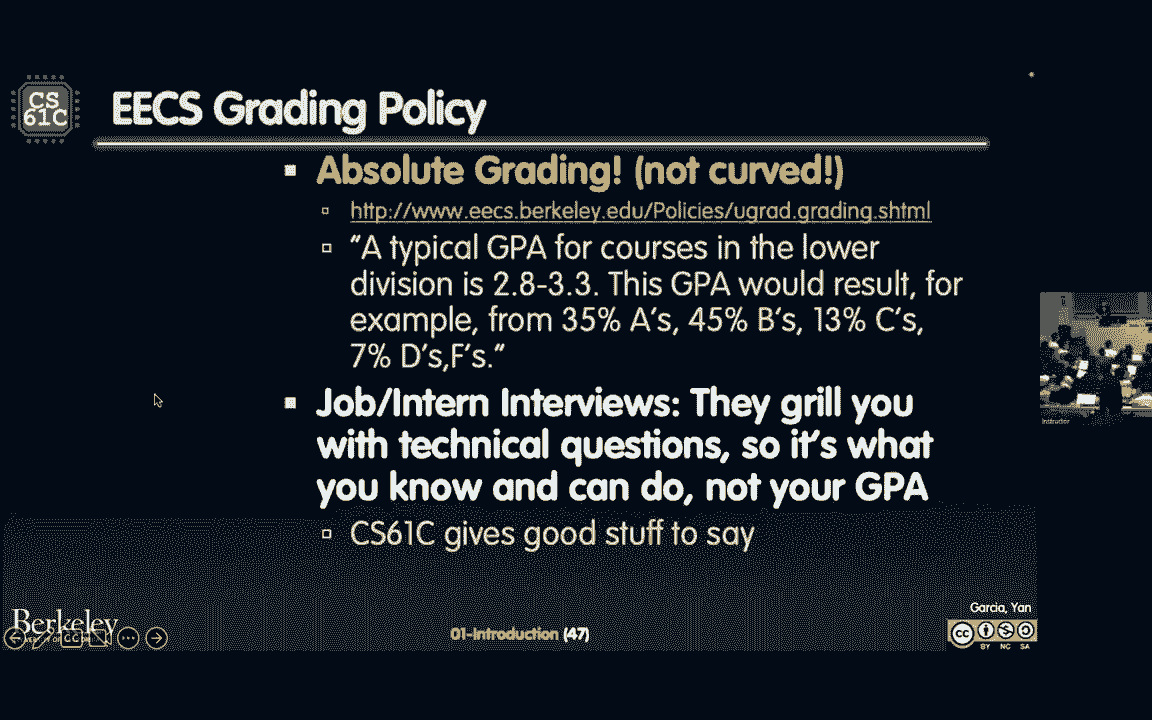 CS
61C
EECS Grading Policy
Absolute Grading! (not curved!)
http://www.eecs.berkeley.edu/Policies/ugrad.grading.shtml
“A typical GPA for courses in the lower
division is 2.8-3.3. This GPA would result, for
example, from 35% A’s, 45% B’s, 13% C’s,
7% D’s,F’s.”
Job/Intern Interviews: They grill you
with technical questions, so it’s what
you know and can do, not your GPA
CS61C gives good stuff to say
Instructor
Berkeley
Garcia, Yan
01-Introduction (47)
cc
BY NC SA